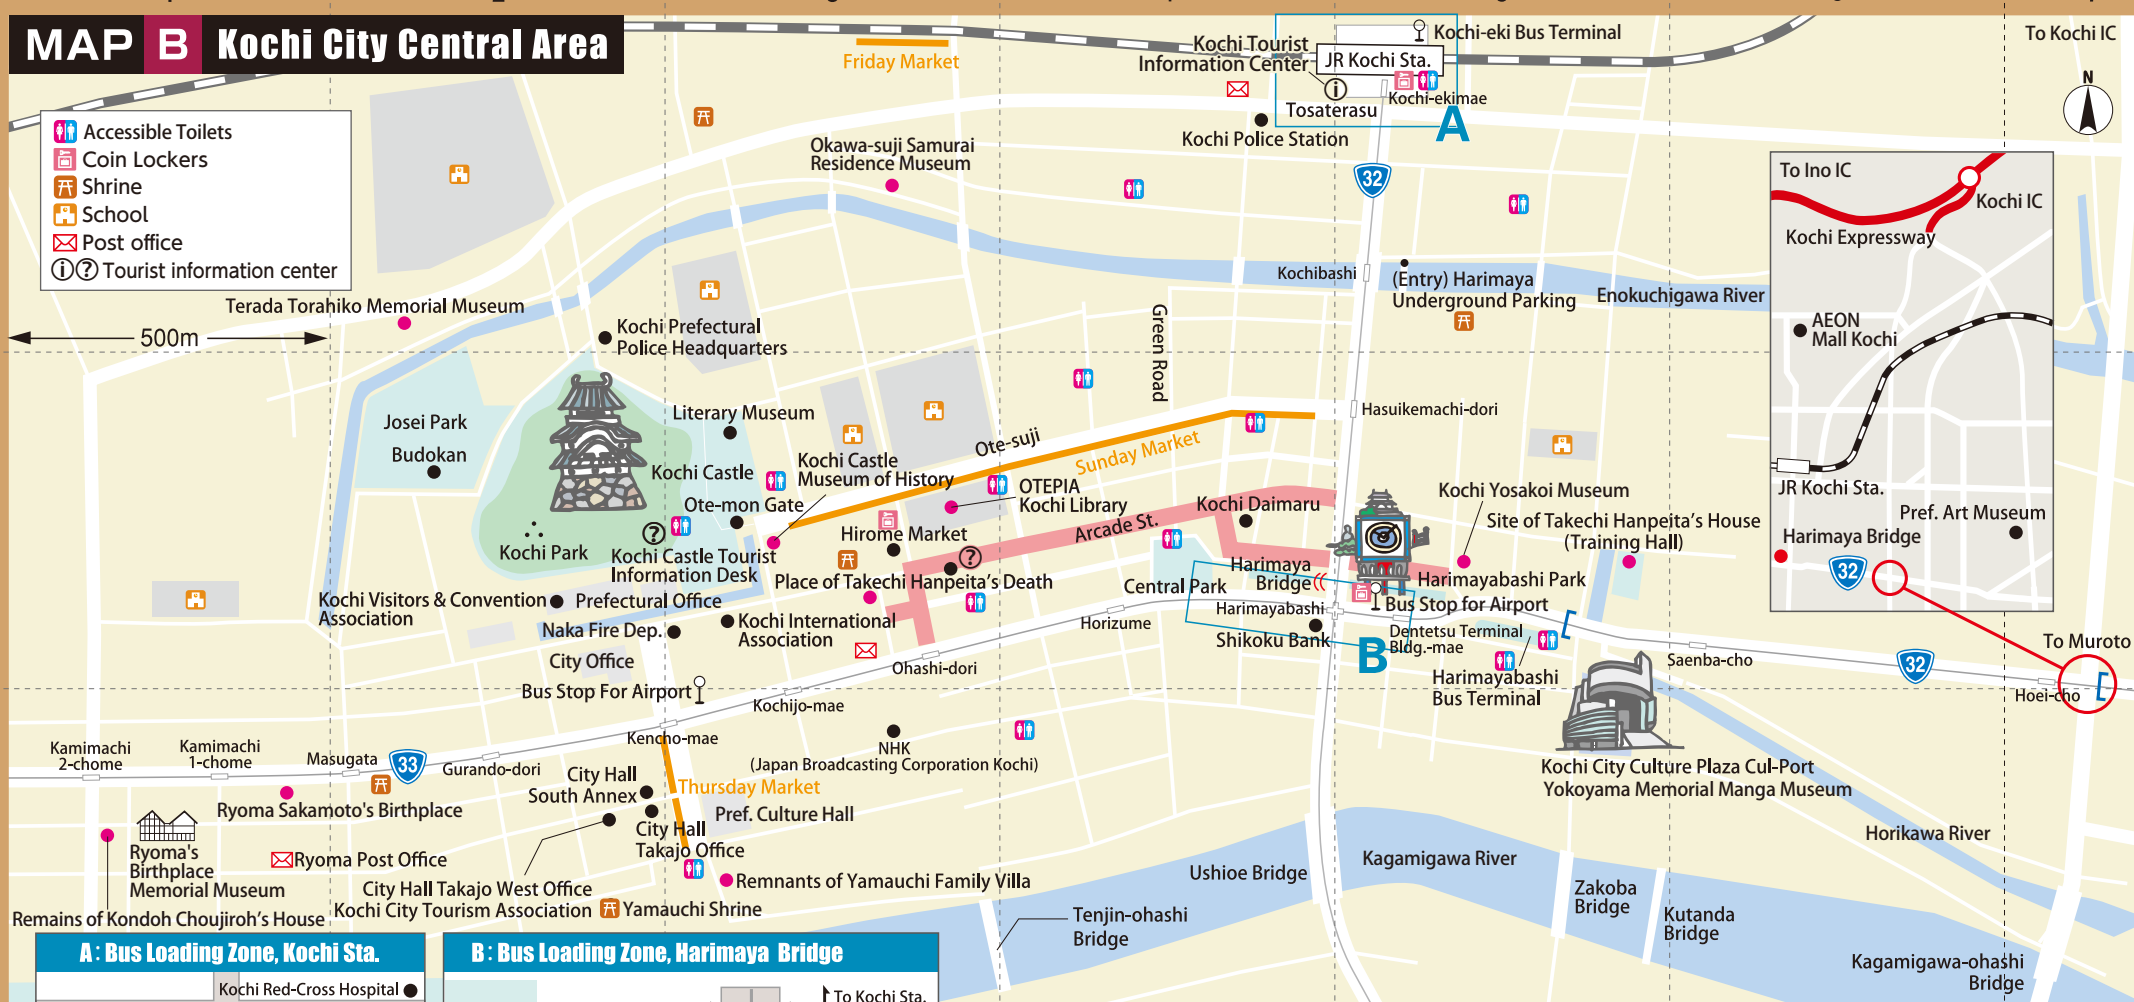 MAP B Kochi City Central Area
Accessible Toilets
Coin Lockers
Shrine
School
Post office
Tourist information center
500m
Friday Market
Kochi Tourist
Information Center
JR Kochi Sta.
Kochi-eki Bus Terminal
Kochi-ekimae
Tosaterasu
A
Kochi Police Station
To Kochi IC
N
32
Okawa-suji Samurai
Residence Museum
To Ino IC
Kochi IC
Kochi Expressway
AEON
Mall Kochi
JR Kochi Sta.
Pref. Art Museum
Harimaya Bridge
32
Terada Torahiko Memorial Museum
Kochi Prefectural
Police Headquarters
Kochibashi
(Entry) Harimaya
Underground Parking
Enokuchigawa River
Green Road
Hasuikemachi-dori
Josei Park
Budokan
Literary Museum
Kochi Castle
Ote-mon Gate
Kochi Castle
Museum of History
Ote-suji
Sunday Market
OTEPIA
Kochi Library
Kochi Daimaru
Arcade St.
Hirome Market
Kochi Park
Kochi Castle Tourist
Information Desk
Place of Takechi Hanpeita's Death
Kochi Yosakoi Museum
Site of Takechi Hanpeita's House
(Training Hall)
Harimaya
Bridge
Harimayabashi Park
Central Park
Kochi Visitors & Convention
Association
Prefectural Office
Naka Fire Dep.
Kochi International
Association
City Office
Bus Stop For Airport
Horizume
Harimayabashi
Shikoku Bank
Bus Stop for Airport
Dentetsu Terminal
Bldg.-mae
B
Harimayabashi
Bus Terminal
Saenba-cho
32
To Muroto
Hoei-cho
Ohashi-dori
Kochijo-mae
Kencho-mae
NHK
(Japan Broadcasting Corporation Kochi)
Kamimachi
2-chome
Kamimachi
1-chome
Masugata
33
Gurando-dori
City Hall
South Annex
Thursday Market
Pref. Culture Hall
City Hall
Takajo Office
Ryoma Sakamoto's Birthplace
Ryoma's
Birthplace
Memorial Museum
Ryoma Post Office
City Hall Takajo West Office
Kochi City Tourism Association
Remains of Kondoh Choujiroh's House
Remnants of Yamauchi Family Villa
Yamauchi Shrine
Kochi City Culture Plaza Cul-Port
Yokoyama Memorial Manga Museum
Horikawa River
Kagamigawa River
Ushioe Bridge
Tenjin-ohashi
Bridge
Zakoba
Bridge
Kutanda
Bridge
Kagamigawa-ohashi
Bridge
A: Bus Loading Zone, Kochi Sta.
Kochi Red-Cross Hospital
B: Bus Loading Zone, Harimaya Bridge
To Kochi Sta.